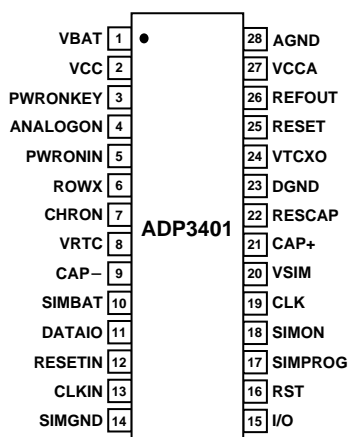 VBAT 1 28 AGND
VCC 2 27 VCCA
PWRONKEY 3 26 REFOUT
ANALOGON 4 25 RESET
PWRONIN 5 24 VTCXO
ROWX 6 23 DGND
CHRON 7 ADP3401 22 RESCAP
VRTC 8 21 CAP+
CAP− 9 20 VSIM
SIMBAT 10 19 CLK
DATAIO 11 18 SIMON
RESETIN 12 17 SIMPROG
CLKIN 13 16 RST
SIMGND 14 15 I/O